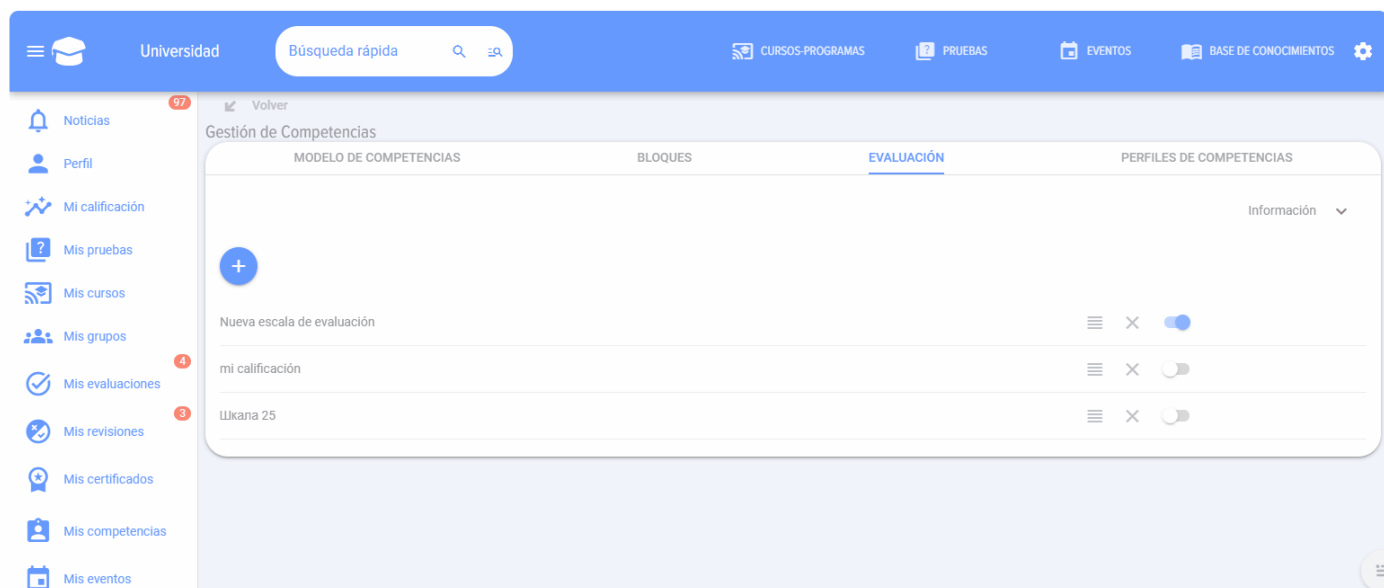 Universidad
Búsqueda rápida
CURSOS-PROGRAMAS
PRUEBAS
EVENTOS
BASE DE CONOCIMIENTOS
97
Noticias
Perfil
Mi calificación
Mis pruebas
Mis cursos
Mis grupos
4
Mis evaluaciones
3
Mis revisiones
Mis certificados
Mis competencias
Mis eventos
Volver
Gestión de Competencias
MODELO DE COMPETENCIAS
BLOQUES
EVALUACIÓN
PERFILES DE COMPETENCIAS
Información
+
Nueva escala de evaluación
mi calificación
Шкала 25